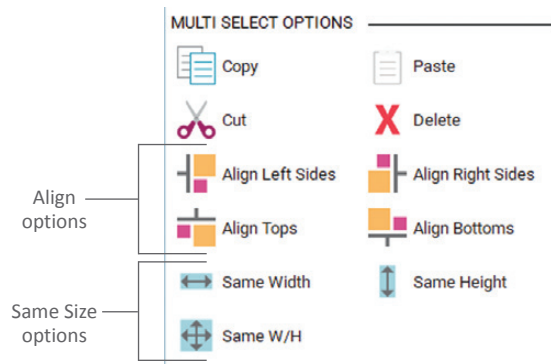 MULTI SELECT OPTIONS
Copy
Paste
Cut
Delete
Align options
Align Left Sides
Align Right Sides
Align Tops
Align Bottoms
Same Size options
Same Width
Same Height
Same W/H